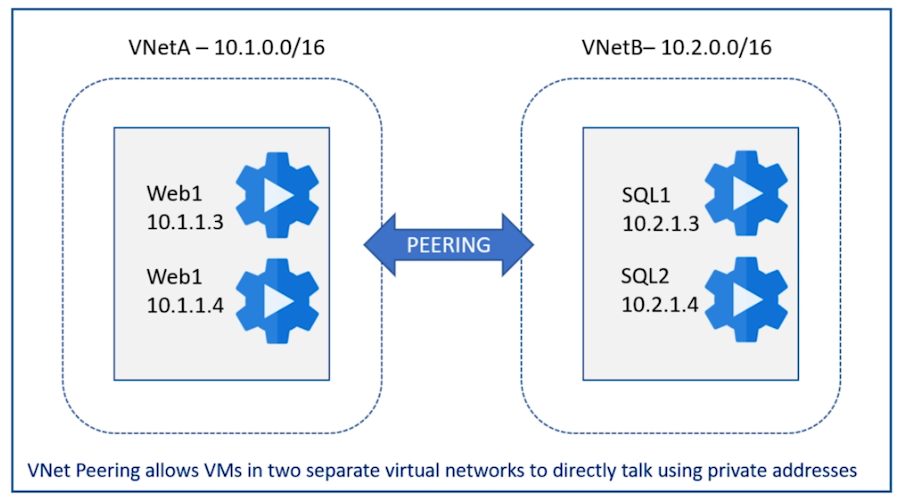 VNetA – 10.1.0.0/16
VNetB– 10.2.0.0/16
Web1
10.1.1.3
Web1
10.1.1.4
PEERING
SQL1
10.2.1.3
SQL2
10.2.1.4
VNet Peering allows VMs in two separate virtual networks to directly talk using private addresses